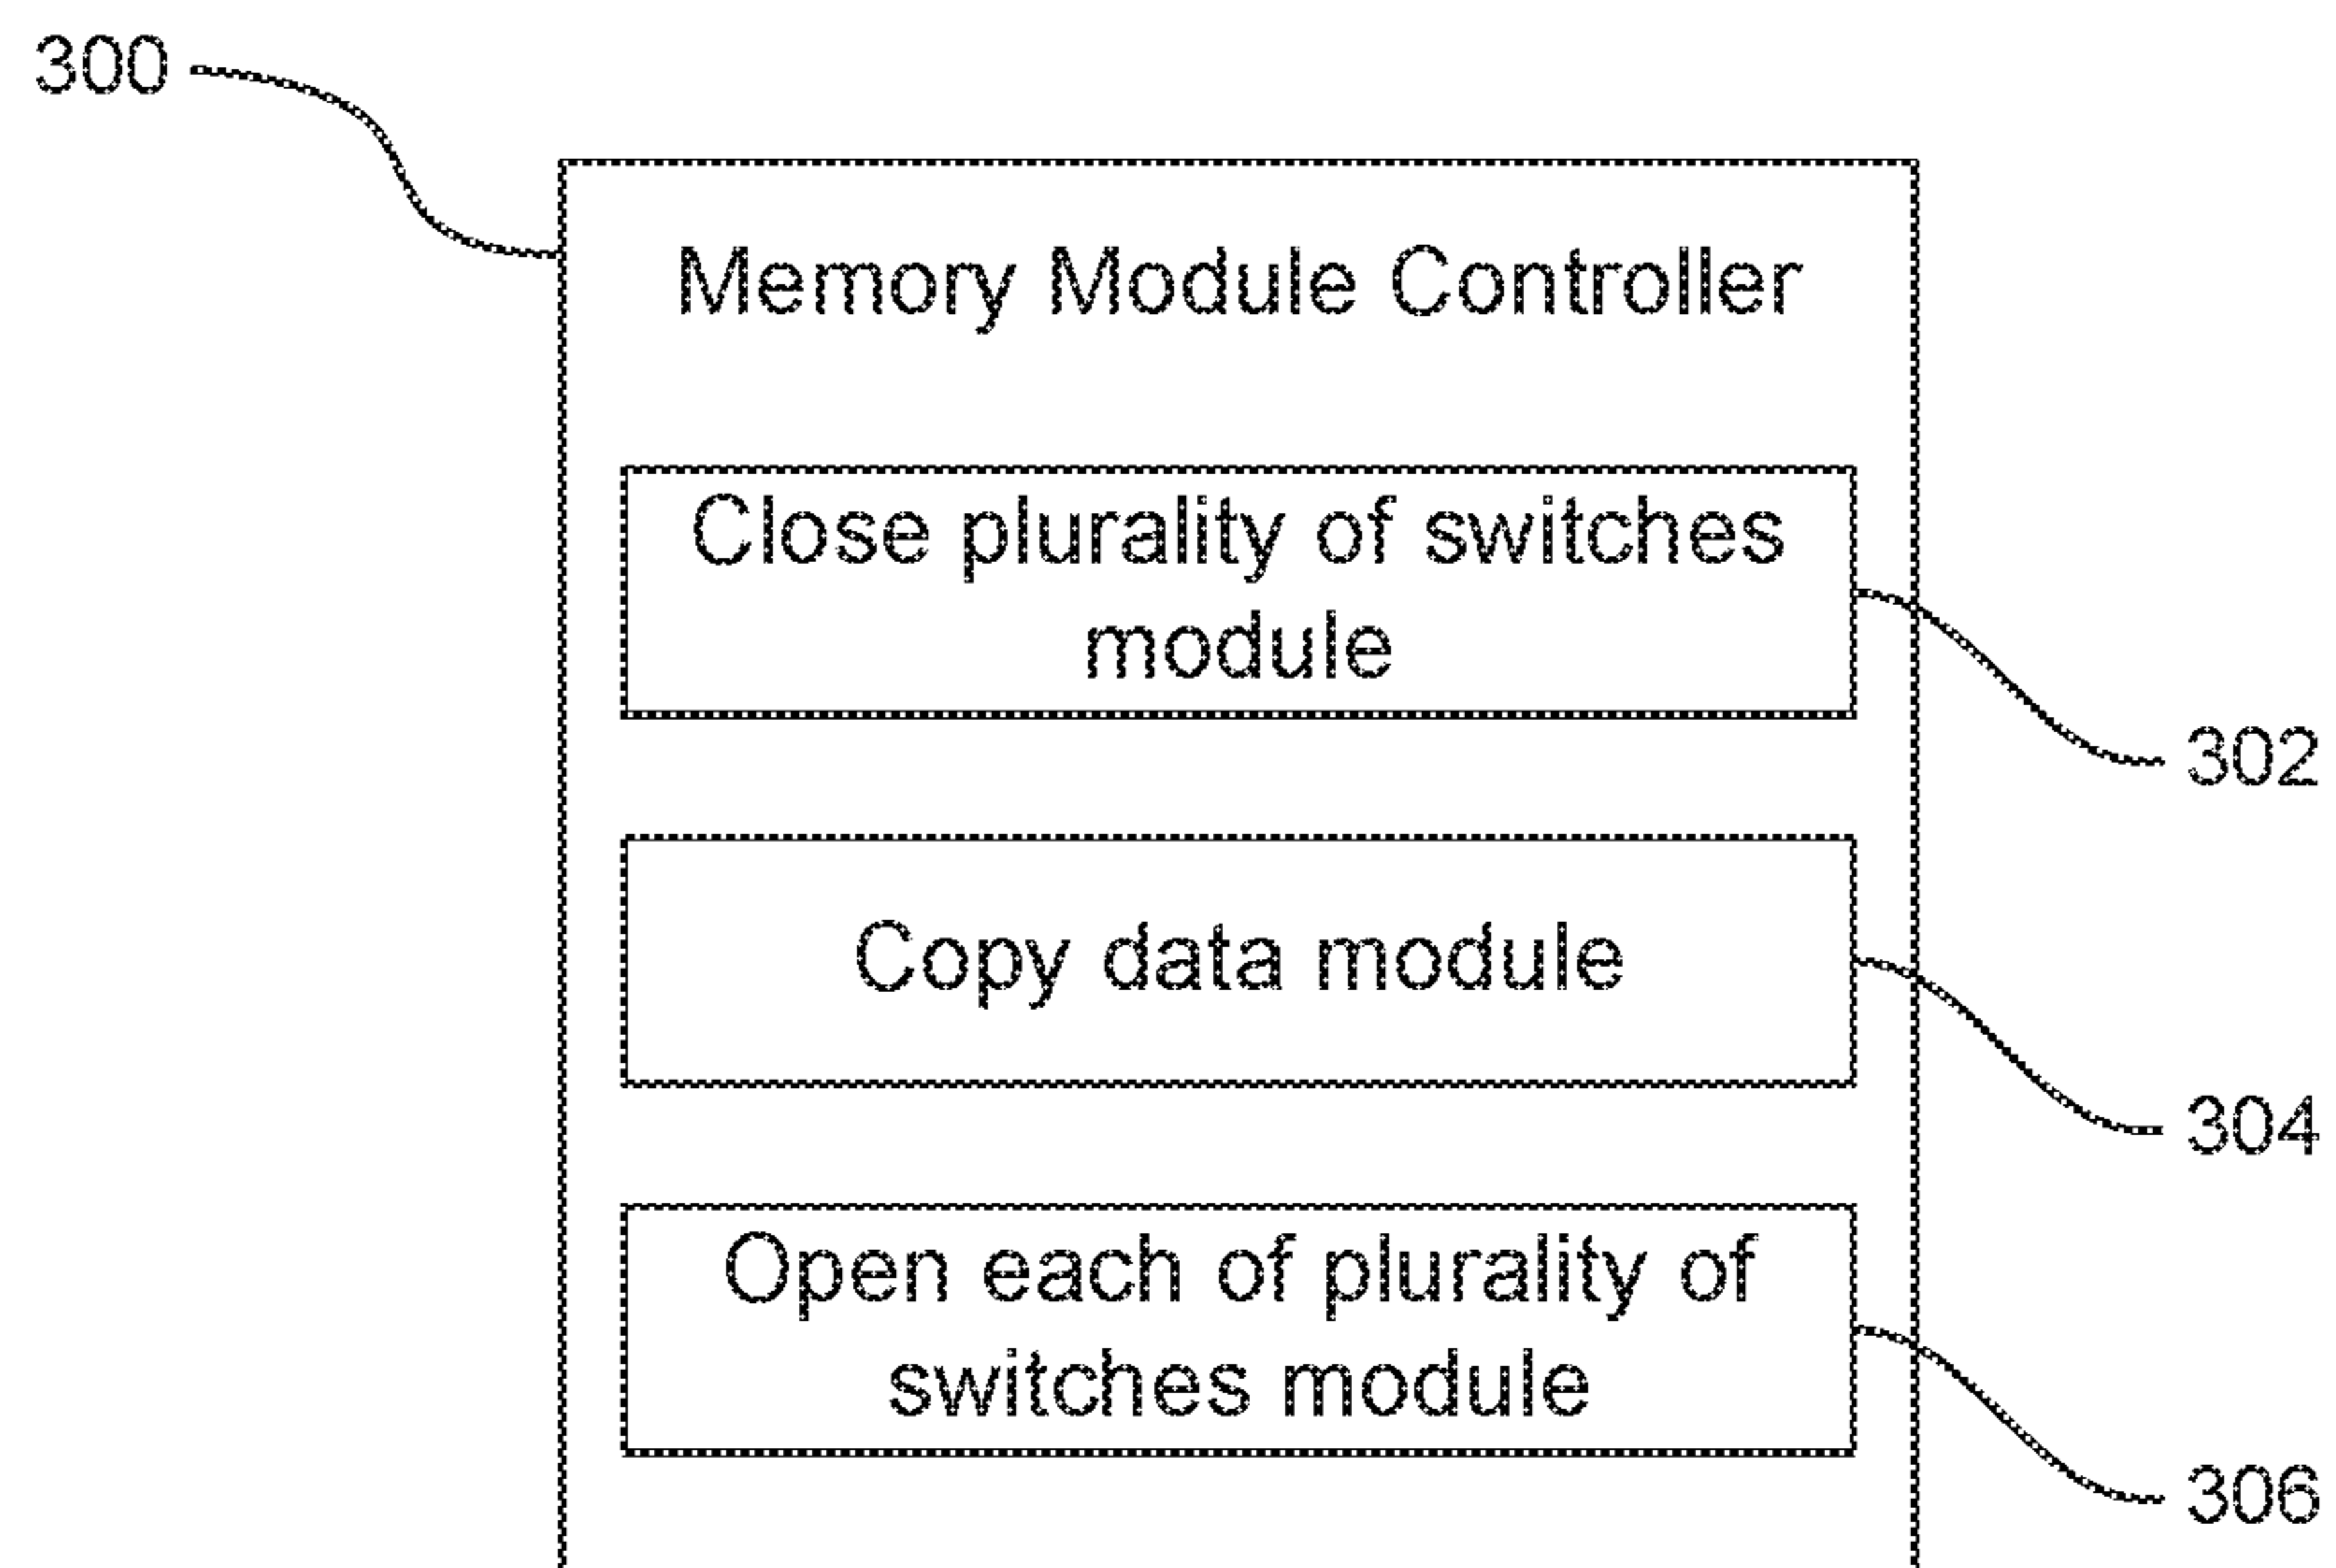 300
Memory Module Controller
Close plurality of switches
module
302
Copy data module
304
Open each of plurality of
switches module
306